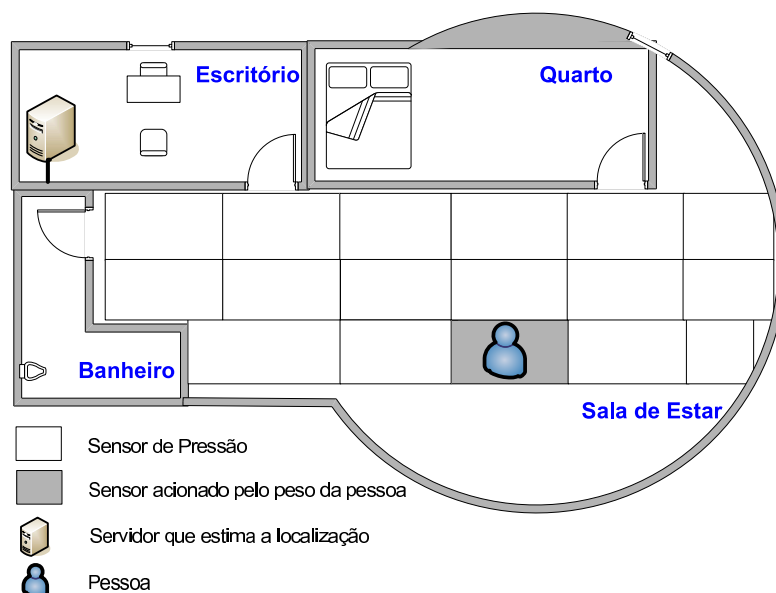 Escritório
Quarto
Banheiro
Sala de Estar
Sensor de Pressão
Sensor acionado pelo peso da pessoa
Servidor que estima a localização
Pessoa